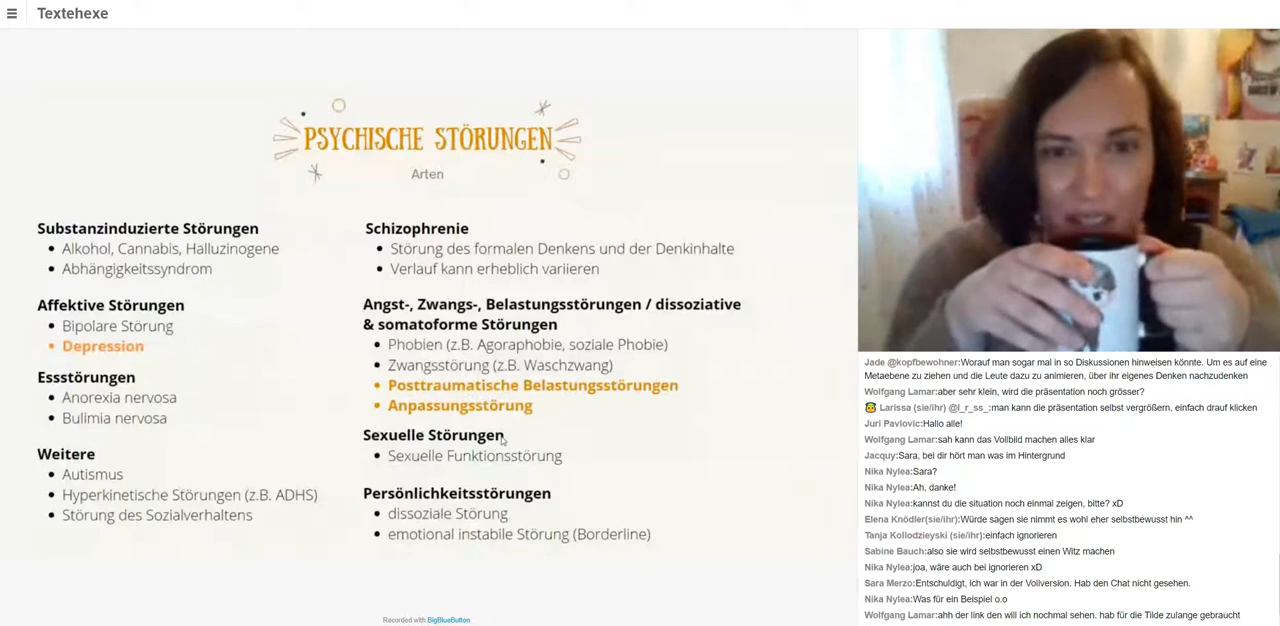 Textehexe
PSYCHISCHE STÖRUNGEN
Arten
Substanzinduzierte Störungen
Alkohol, Cannabis, Halluzinogene
Abhängigkeitssyndrom
Affektive Störungen
Bipolare Störung
Depression
Essstörungen
Anorexia nervosa
Bulimia nervosa
Weitere
Autismus
Hyperkinetische Störungen (z.B. ADHS)
Störung des Sozialverhaltens
Schizophrenie
Störung des formalen Denkens und der Denkinhalte
Verlauf kann erheblich variieren
Angst-, Zwangs-, Belastungsstörungen / dissoziative
& somatoforme Störungen
Phobien (z.B. Agoraphobie, soziale Phobie)
Zwangsstörung (z.B. Waschzwang)
Posttraumatische Belastungsstörungen
Anpassungsstörung
Sexuelle Störungen
Sexuelle Funktionsstörung
Persönlichkeitsstörungen
dissoziale Störung
emotional instabile Störung (Borderline)
Recorded with BigBlueButton
Jade @kopfbewohner:Worauf man sogar mal in so Diskussionen hinweisen könnte. Um es auf eine
Metaebene zu ziehen und die Leute dazu zu animieren, über ihr eigenes Denken nachzudenken
Wolfgang Lamar:aber sehr klein, wird die präsentation noch grösser?
😇 Larissa (sie/ihr) @l_r_ss_:man kann die präsentation selbst vergrößern, einfach drauf klicken
Juri Pavlovic:Hallo alle!
Wolfgang Lamar:sah kann das Vollbild machen alles klar
Jacquy:Sara, bei dir hört man was im Hintergrund
Nika Nylea:Sara?
Nika Nylea:Ah, danke!
Nika Nylea:kannst du die situation noch einmal zeigen, bitte? xD
Elena Knödler(sie/ihr):Würde sagen sie nimmt es wohl eher selbstbewusst hin ^^
Tanja Kollodzieyski (sie/ihr):einfach ignorieren
Sabine Bauch:also sie wird selbstbewusst einen Witz machen
Nika Nylea:joa, wäre auch bei ignorieren xD
Sara Merzo:Entschuldigt, ich war in der Vollversion. Hab den Chat nicht gesehen.
Nika Nylea:Was für ein Beispiel o.o
Wolfgang Lamar:ahh der link den will ich nochmal sehen. hab für die Tilde zulange gebraucht